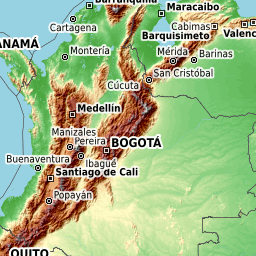 Barranquilla
Maracaibo
Cartagena
Cabimas
Valenc
Barquisimeto
ANAMÁ
Montería
Mérida
Barinas
San Cristóbal
Cúcuta
Medellín
Manizales
Pereira
BOGOTÁ
Buenaventura
Ibagué
Santiago de Cali
Popayán
QUITO